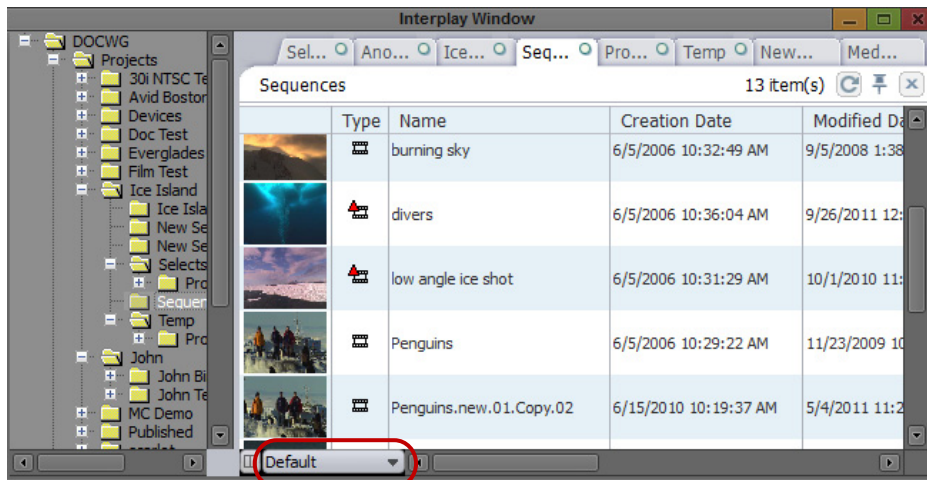 Interplay Window
DOCWG
Projects
30i NTSC Te
Avid Boston
Devices
Doc Test
Everglades
Film Test
Ice Island
Ice Isla
New Se
New Se
Selects
Pro
Sequen
Temp
Pro
John
John Bi
John Te
MC Demo
Published
Sel... Ano... Ice... Seq... Pro... Temp New... Med...
Sequences 13 item(s)
Type Name Creation Date Modified Da
burning sky 6/5/2006 10:32:49 AM 9/5/2008 1:38
divers 6/5/2006 10:36:04 AM 9/26/2011 12:
low angle ice shot 6/5/2006 10:31:29 AM 10/1/2010 11:
Penguins 6/5/2006 10:29:22 AM 11/23/2009 10
Penguins.new.01.Copy.02 6/15/2010 10:19:37 AM 5/4/2011 11:2
Default